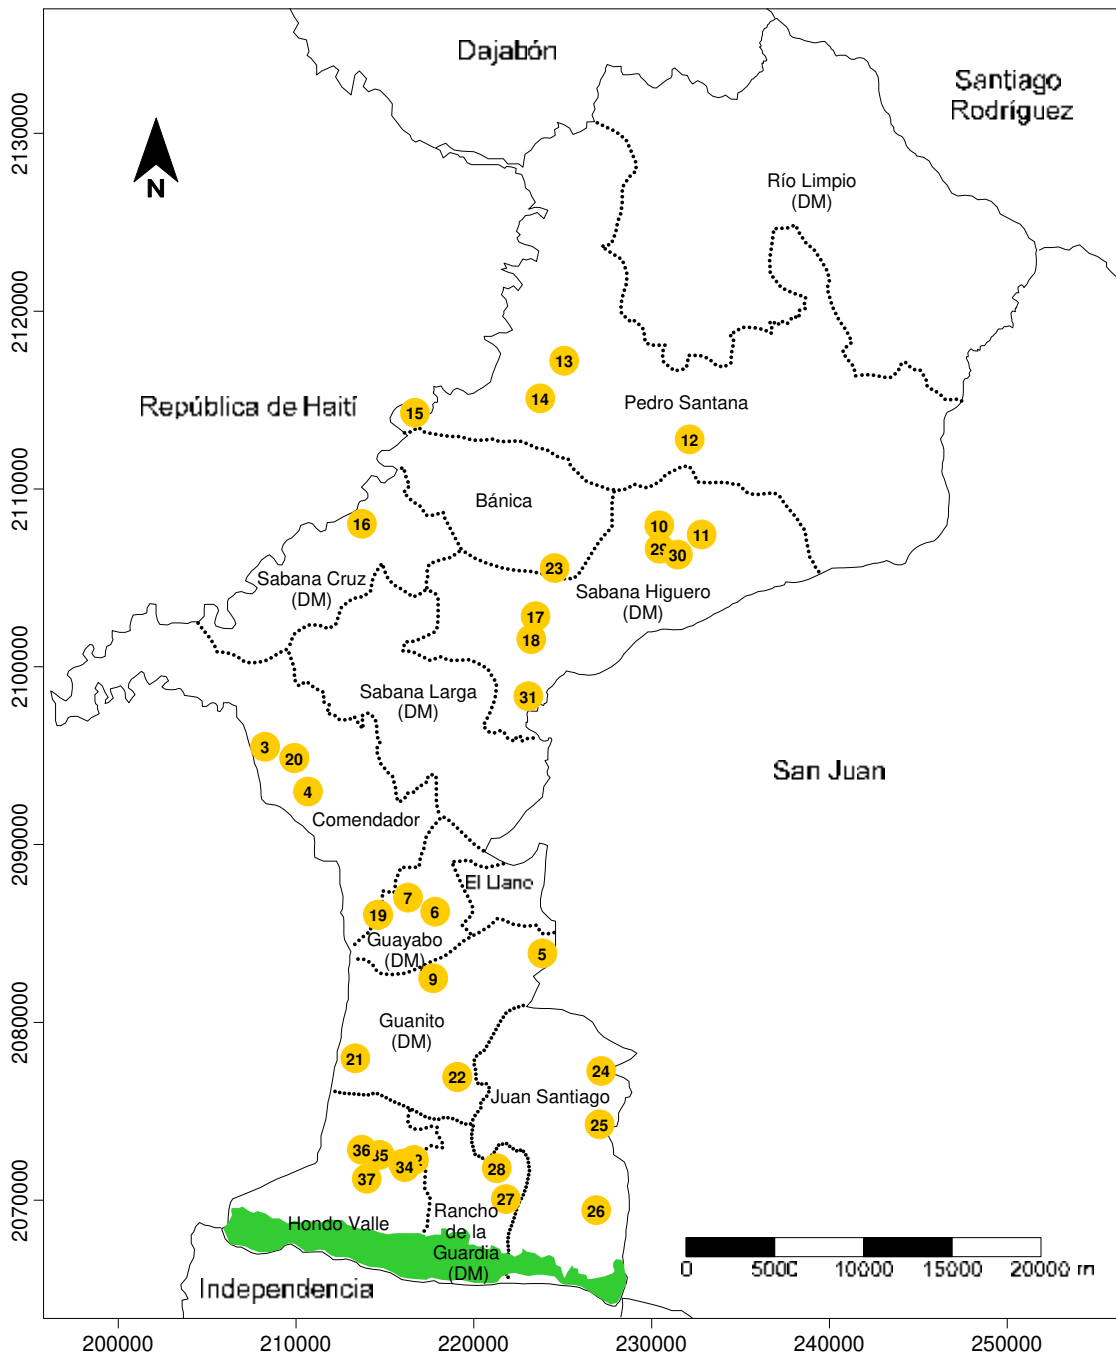 Dajabón
Santiago
Rodríguez
N
Río Limpio
(DM)
13
14
Pedro Santana
República de Haití
15
12
Bánica
16
10
11
29
30
23
Sabana Cruz
(DM)
Sabana Higuero
(DM)
17
18
Sabana Larga
(DM)
31
3
20
4
San Juan
Comendador
El Llano
7
6
19
Guayabo
(DM)
5
9
Guanito
(DM)
21
22
24
Juan Santiago
25
36
35
34
37
28
27
26
Hondo Valle
Rancho
de la
Guardia
(DM)
Independencia
0 5000 10000 15000 20000 m
2130000
2120000
2110000
2100000
2090000
2080000
2070000
200000 210000 220000 230000 240000 250000